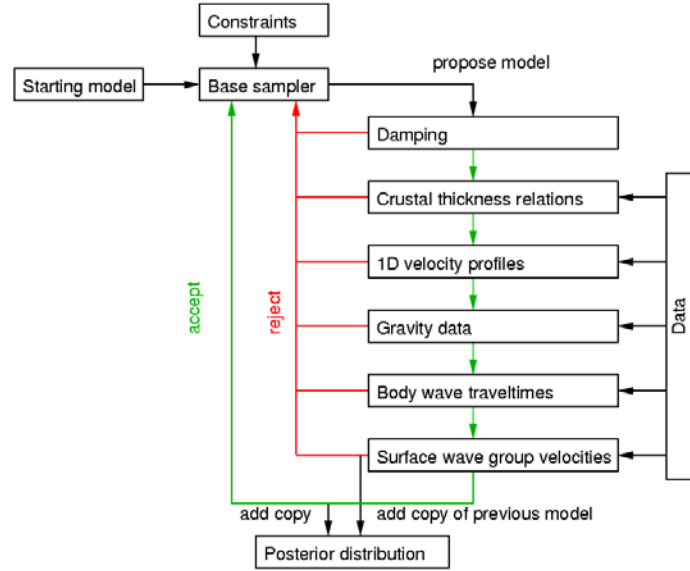 Constraints
propose model
Starting model
Base sampler
Damping
Crustal thickness relations
1D velocity profiles
accept
reject
Data
Gravity data
Body wave traveltimes
Surface wave group velocities
add copy
add copy of previous model
Posterior distribution